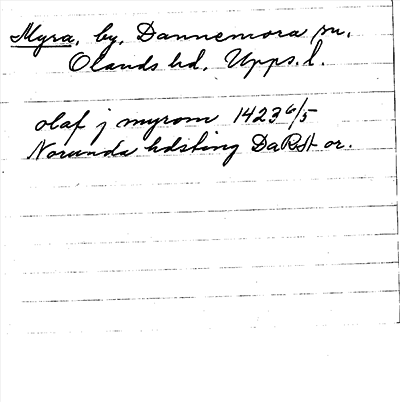 Myra, by, Dannemora sn,
Olands hd, Upps. l.
olaf j myrom 1423 6/5
Norunda hdsting DaRSt or.